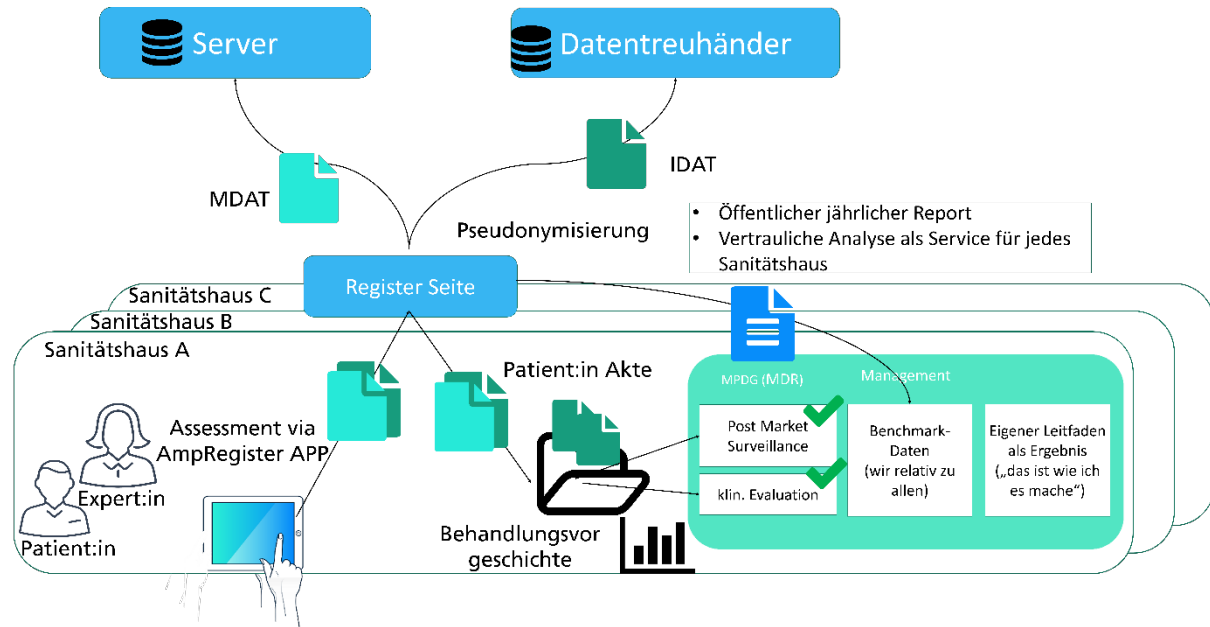 Server
Datentreuhänder
MDAT
IDAT
Pseudonymisierung
• Öffentlicher jährlicher Report
• Vertrauliche Analyse als Service für jedes
Sanitätshaus
Register Seite
Sanitätshaus C
Sanitätshaus B
Sanitätshaus A
Patient:in Akte
Assessment via
AmpRegister APP
Expert:in
Patient:in
Behandlungsvor
geschichte
MPDG (MDR)
Management
Post Market
Surveillance
klin. Evaluation
Benchmark-
Daten
(wir relativ zu
allen)
Eigener Leitfaden
als Ergebnis
(„das ist wie ich
es mache“)